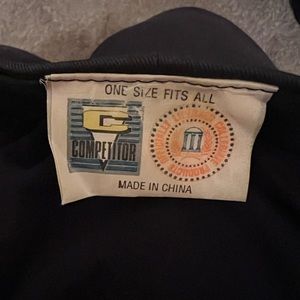 ONE SIZE FITS ALL
C
COMPETITOR
MADE IN CHINA